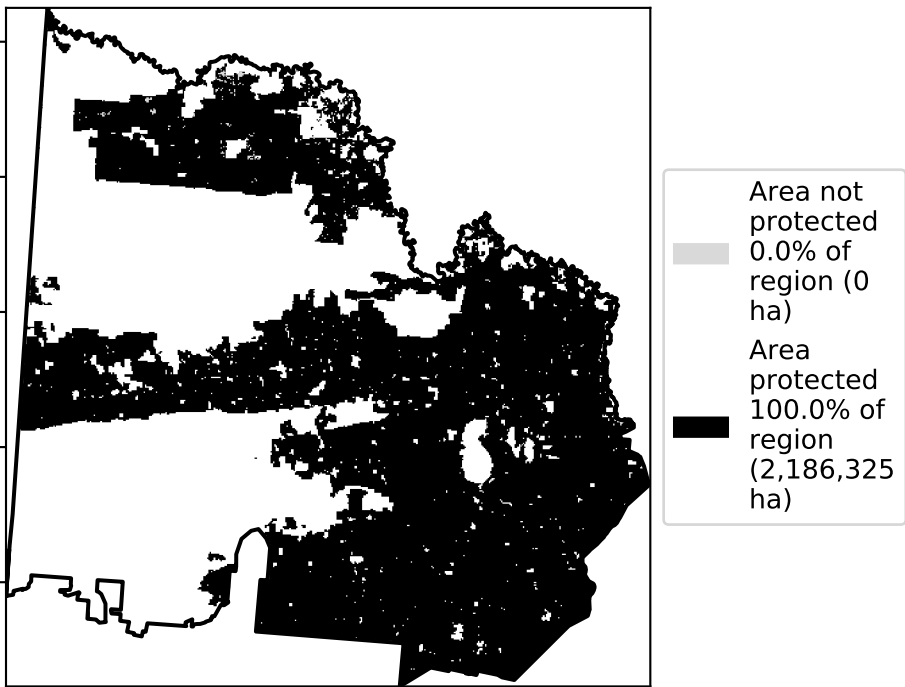 Area not
protected
0.0% of
region (0
ha)
Area
protected
100.0% of
region
(2,186,325
ha)